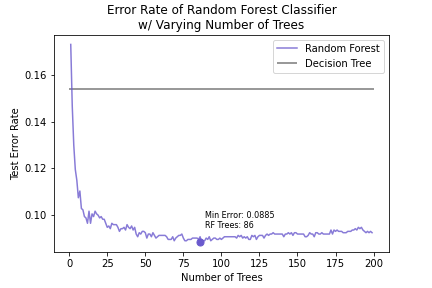 Error Rate of Random Forest Classifier
w/ Varying Number of Trees
Random Forest
Decision Tree
Test Error Rate
0.16
0.14
0.12
0.10
Min Error: 0.0885
RF Trees: 86
0 25 50 75 100 125 150 175 200
Number of Trees